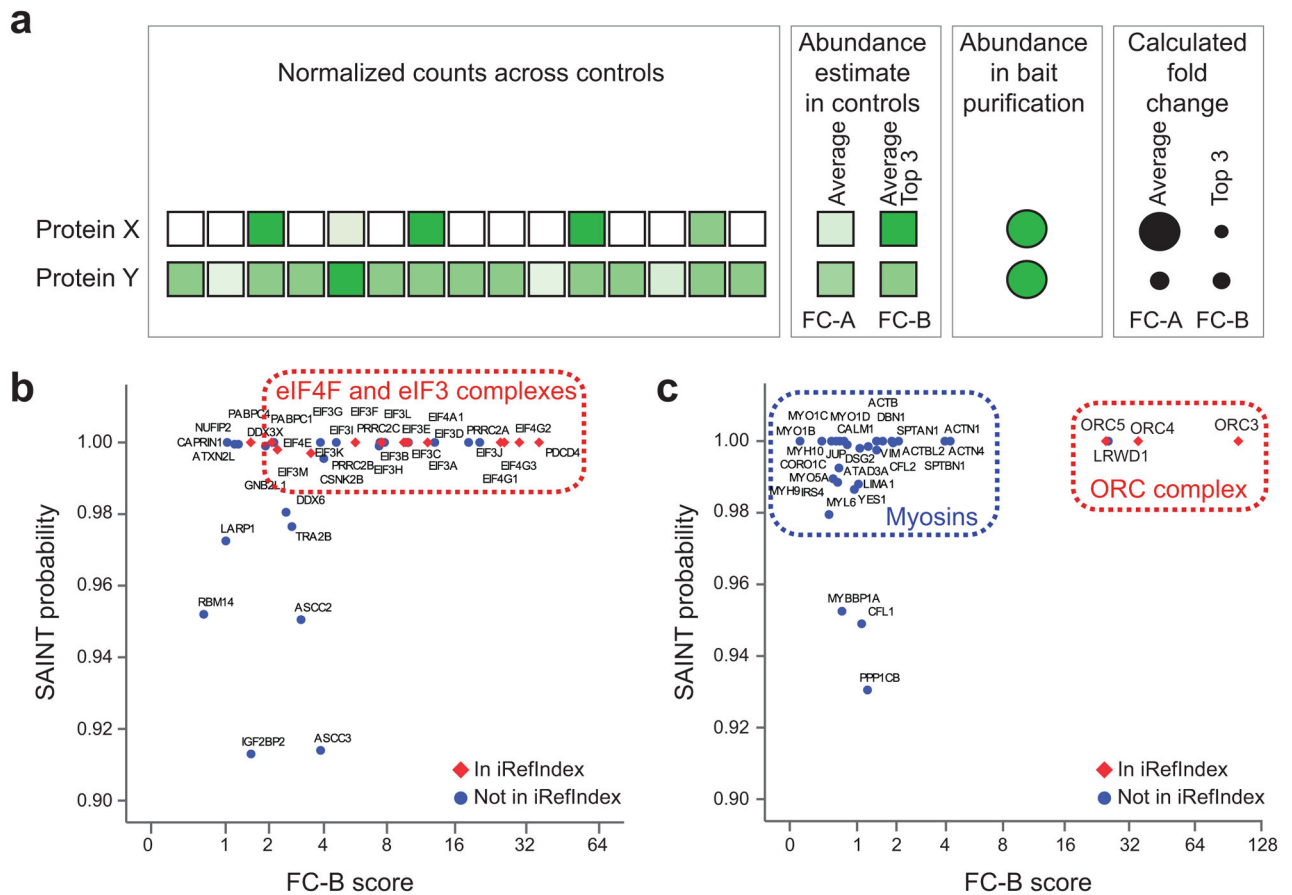 a
Normalized counts across controls
Abundance
estimate
in controls
Average
Average
Top 3
Abundance
in bait
purification
Calculated
fold
change
Average
Top 3
Protein X
Protein Y
FC-A
FC-B
FC-A
FC-B
b
eIF4F and eIF3 complexes
PABPC4
PABPC1
EIF3G
EIF3F
EIF3L
EIF4A1
NUFIP2
DDX3X
EIF3I
PRRC2C
EIF3E
EIF3D
PRRC2A
EIF4G2
CAPRIN1
EIF4E
EIF3K
EIF3B
EIF3C
EIF3J
PDCD4
ATXN2L
EIF3M
PRRC2B
EIF3H
EIF3A
EIF4G3
GNB2L1
CSNK2B
EIF4G1
DDX6
LARP1
TRA2B
RBM14
ASCC2
IGF2BP2
ASCC3
In iRefIndex
Not in iRefIndex
1.00
0.98
0.96
0.94
0.92
0.90
SAINT probability
0
1
2
4
8
16
32
64
FC-B score
c
ACTB
MYO1C
MYO1D
DBN1
MYO1B
CALM1
SPTAN1
ACTN1
MYH10
JUP
DSG2
VIM
ACTBL2
ACTN4
CORO1C
ATAD3A
CFL2
SPTBN1
MYO5A
LIMA1
MYH9
IRS4
MYL6
YES1
Myosins
ORC5
ORC4
ORC3
LRWD1
ORC complex
MYBBP1A
CFL1
PPP1CB
In iRefIndex
Not in iRefIndex
1.00
0.98
0.96
0.94
0.92
0.90
SAINT probability
0
1
2
4
8
16
32
64
128
FC-B score